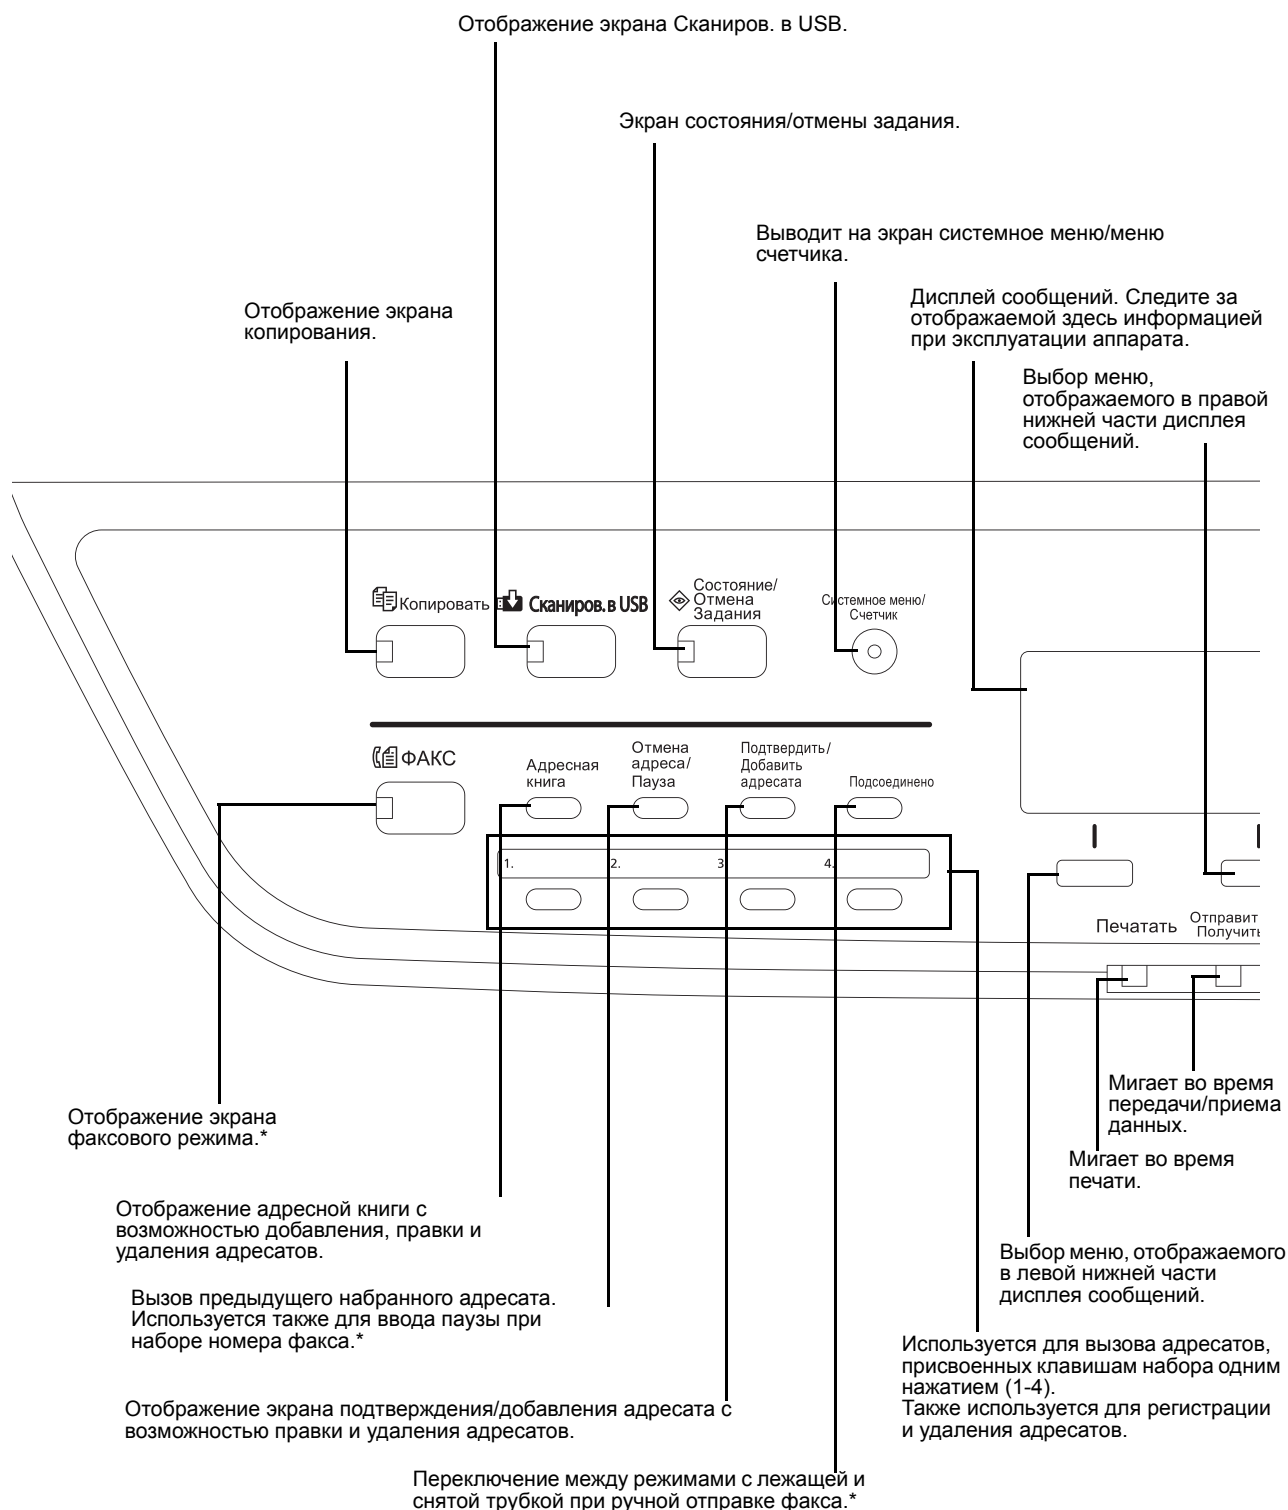 Отображение экрана Сканиров. в USB.
Экран состояния/отмены задания.
Выводит на экран системное меню/меню
счетчика.
Отображение экрана
копирования.
Дисплей сообщений. Следите за
отображаемой здесь информацией
при эксплуатации аппарата.
Выбор меню,
отображаемого в правой
нижней части дисплея
сообщений.
Копировать
Сканиров. в USB
Состояние/
Отмена
Задания
Системное меню/
Счетчик
ФАКС
Адресная
книга
Отмена
адреса/
Пауза
Подтвердить/
Добавить
адресата
Подсоединено
1.
2.
3.
4.
Печатать
Отправит
Получить
Мигает во время
передачи/приема
данных.
Мигает во время
печати.
Отображение экрана
факсового режима.*
Отображение адресной книги с
возможностью добавления, правки и
удаления адресатов.
Выбор меню, отображаемого
в левой нижней части
дисплея сообщений.
Вызов предыдущего набранного адресата.
Используется также для ввода паузы при
наборе номера факса.*
Используется для вызова адресатов,
присвоенных клавишам набора одним
нажатием (1-4).
Также используется для регистрации
и удаления адресатов.
Отображение экрана подтверждения/добавления адресата с
возможностью правки и удаления адресатов.
Переключение между режимами с лежащей и
снятой трубкой при ручной отправке факса.*